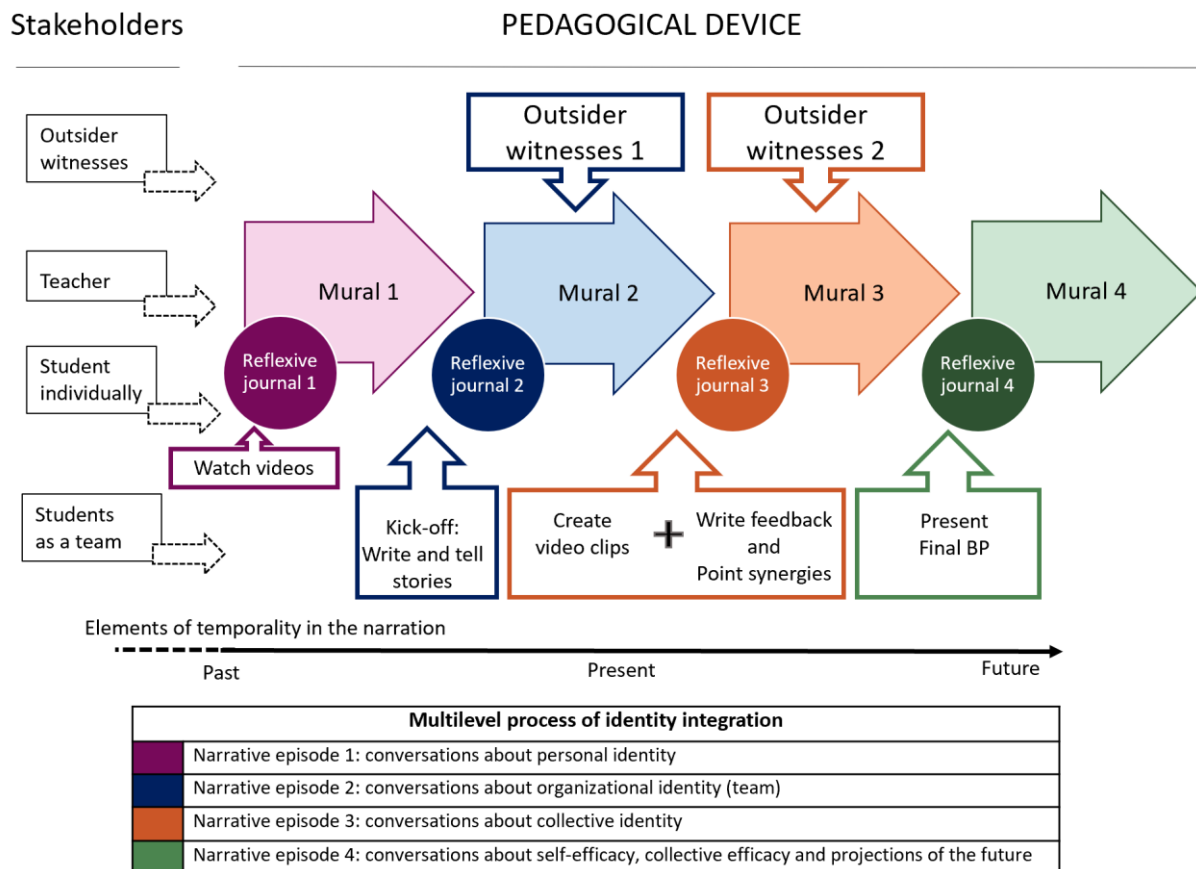 Stakeholders
PEDAGOGICAL DEVICE
Outsider
witnesses
Outsider
witnesses 1
Outsider
witnesses 2
Teacher
Mural 1
Mural 2
Mural 3
Mural 4
Student
individually
Reflexive
journal 1
Reflexive
journal 2
Reflexive
journal 3
Reflexive
journal 4
Watch videos
Students
as a team
Kick-off:
Write and tell
stories
Create
video clips
+
Write feedback
and
Point synergies
Present
Final BP
Elements of temporality in the narration
Past
Present
Future
Multilevel process of identity integration
Narrative episode 1: conversations about personal identity
Narrative episode 2: conversations about organizational identity (team)
Narrative episode 3: conversations about collective identity
Narrative episode 4: conversations about self-efficacy, collective efficacy and projections of the future